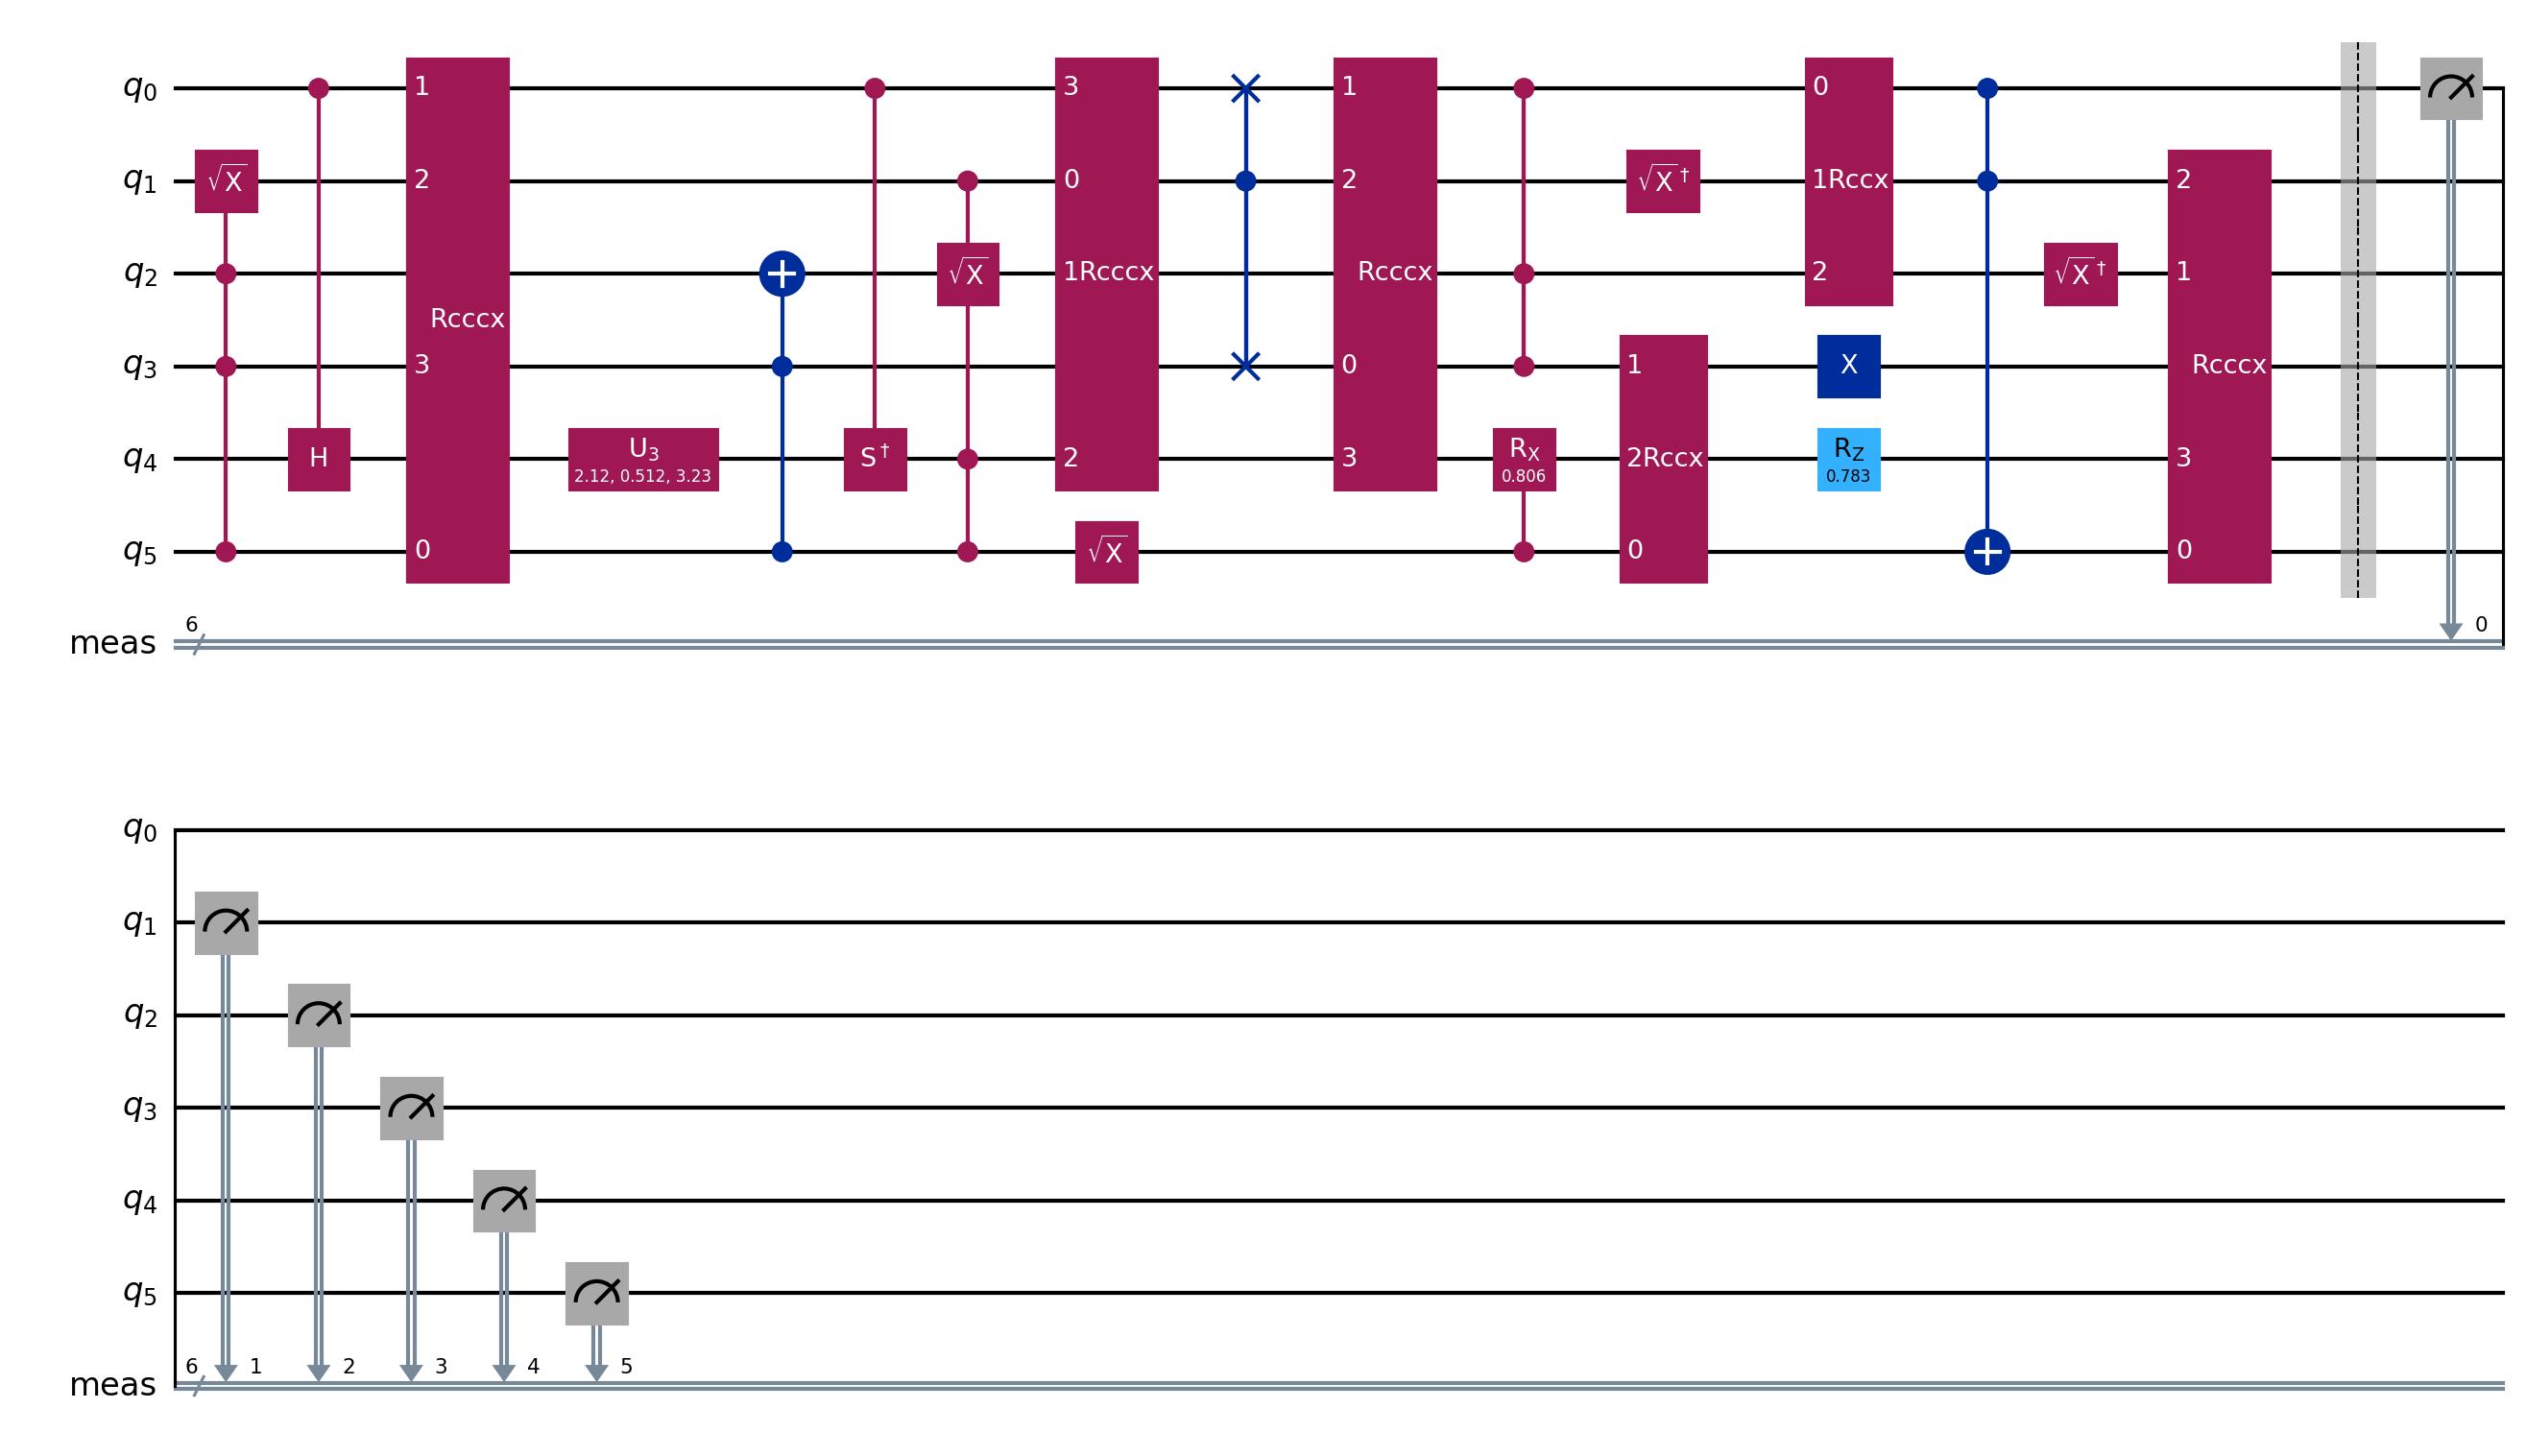 q0 1 3 1 0
q1 √X 2 0 2 √X† 1Rccx 2
q2 √X 1Rcccx Rcccx 2 √X† 1
Rcccx
q3 3 0 1 X Rcccx
q4 H U3 S† 2 3 RX 2Rccx RZ 3
2.12, 0.512, 3.23 0.806 0.783
q5 0 √X 0 0
6 0
meas
q0
q1
q2
q3
q4
q5
6 1 2 3 4 5
meas